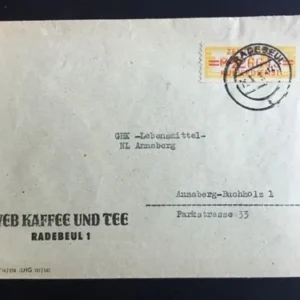 RADEBEUL
GHK -Lebensmittel-
NL Annaberg
Annaberg-Buchholz 1
Parkstrasse 33
VEB KAFFEE UND TEE
RADEBEUL 1